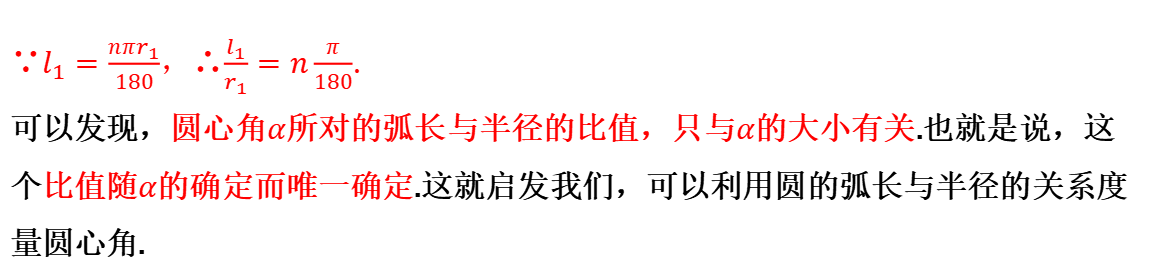 ∵l₁ = nπr₁/180，∴l₁/r₁ = n π/180.
可以发现，圆心角α所对的弧长与半径的比值，只与α的大小有关.也就是说，这
个比值随α的确定而唯一确定.这就启发我们，可以利用圆的弧长与半径的关系度
量圆心角.